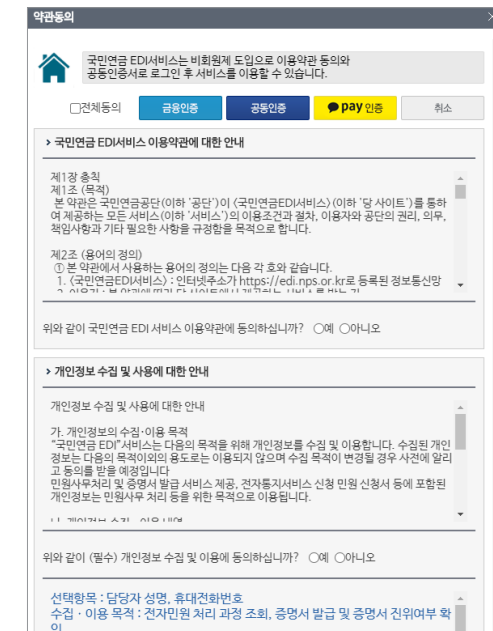 약관동의
국민연금 EDI서비스는 비회원제 도입으로 이용약관 동의와
공동인증서로 로그인 후 서비스를 이용할 수 있습니다.
전체동의 금융인증 공동인증 pay 인증 취소
> 국민연금 EDI서비스 이용약관에 대한 안내
제1장 총칙
제1조 (목적)
본 약관은 국민연금공단(이하 '공단')이 〈국민연금EDI서비스〉(이하 '당 사이트')를 통하
여 제공하는 모든 서비스(이하 '서비스')의 이용조건과 절차, 이용자와 공단의 권리, 의무,
책임사항과 기타 필요한 사항을 규정함을 목적으로 합니다.
제2조 (용어의 정의)
① 본 약관에서 사용하는 용어의 정의는 다음 각 호와 같습니다.
1. 〈국민연금EDI서비스〉 : 인터넷주소가 https://edi.nps.or.kr로 등록된 정보통신망
위와 같이 국민연금 EDI 서비스 이용약관에 동의하십니까? ○예 ○아니오
> 개인정보 수집 및 사용에 대한 안내
개인정보 수집 및 사용에 대한 안내
가. 개인정보의 수집·이용 목적
"국민연금 EDI"서비스는 다음의 목적을 위해 개인정보를 수집 및 이용합니다. 수집된 개인
정보는 다음의 목적이외의 용도로는 이용되지 않으며 수집 목적이 변경될 경우 사전에 알리
고 동의를 받을 예정입니다
민원사무처리 및 증명서 발급 서비스 제공, 전자통지서비스 신청 민원 신청서 등에 포함된
개인정보는 민원사무 처리 등을 위한 목적으로 이용됩니다.
위와 같이 (필수) 개인정보 수집 및 이용에 동의하십니까? ○예 ○아니오
선택항목 : 담당자 성명, 휴대전화번호
수집 · 이용 목적 : 전자민원 처리 과정 조회, 증명서 발급 및 증명서 진위여부 확
인